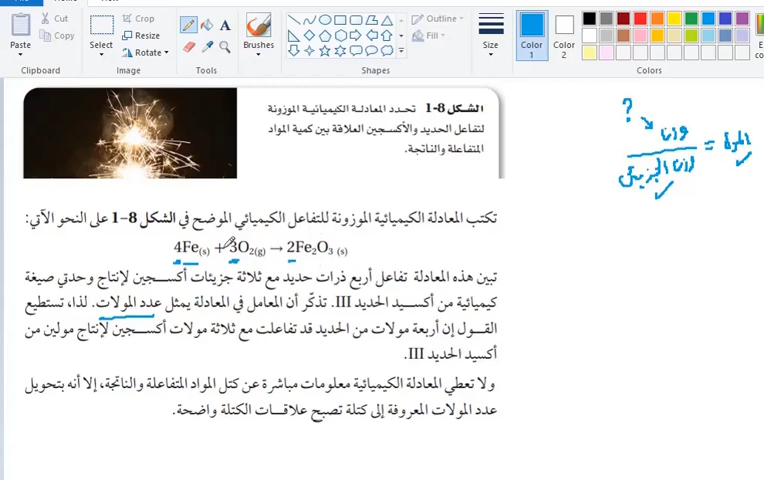 Cut
Crop
Paste
Copy
Select
Resize
Rotate
Brushes
Outline
Fill
Size
Color 1
Color 2
Clipboard
Image
Tools
Shapes
Colors
الشكل 8-1 تحدد المعادلة الكيميائية الموزونة
لتفاعل الحديد والأكسجين العلاقة بين كمية المواد
المتفاعلة والناتجة.
?
وزن
الوزن الجزيئي
=
تكتب المعادلة الكيميائية الموزونة للتفاعل الكيميائي الموضح في الشكل 8-1 على النحو الآتي:
4Fe(s) + 3O2(g) → 2Fe2O3 (s)
تبين هذه المعادلة تفاعل أربع ذرات حديد مع ثلاثة جزيئات أكسجين لإنتاج وحدتي صيغة
كيميائية من أكسيد الحديد III. تذكّر أن المعامل في المعادلة يمثل عدد المولات. لذا، تستطيع
القول إن أربعة مولات من الحديد قد تفاعلت مع ثلاثة مولات أكسجين لإنتاج مولين من
أكسيد الحديد III.
ولا تعطي المعادلة الكيميائية معلومات مباشرة عن كتل المواد المتفاعلة والناتجة، إلا أنه بتحويل
عدد المولات المعروفة إلى كتلة تصبح علاقات الكتلة واضحة.